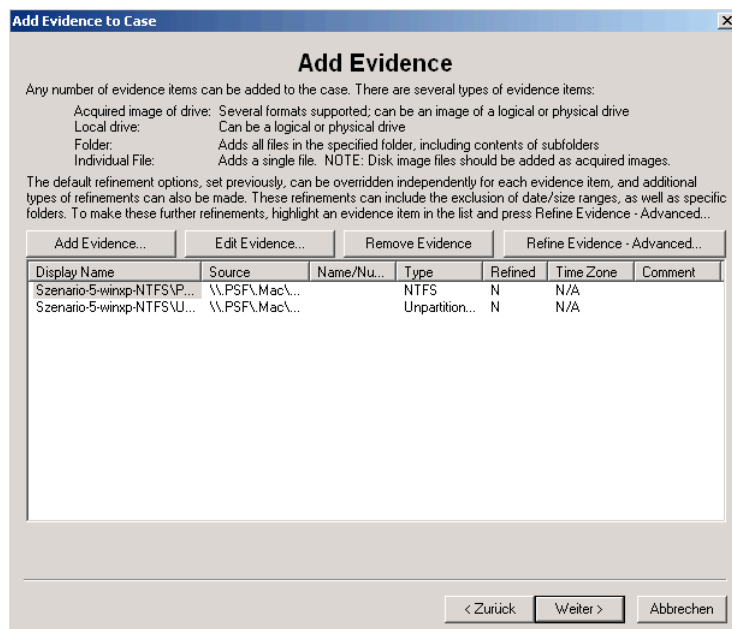 Add Evidence to Case
Add Evidence
Any number of evidence items can be added to the case. There are several types of evidence items:
Acquired image of drive: Several formats supported; can be an image of a logical or physical drive
Local drive: Can be a logical or physical drive
Folder: Adds all files in the specified folder, including contents of subfolders
Individual File: Adds a single file. NOTE: Disk image files should be added as acquired images.
The default refinement options, set previously, can be overridden independently for each evidence item, and additional
types of refinements can also be made. These refinements can include the exclusion of date/size ranges, as well as specific
folders. To make these further refinements, highlight an evidence item in the list and press Refine Evidence - Advanced...
Add Evidence... Edit Evidence... Remove Evidence Refine Evidence - Advanced...
Display Name Source Name/Nu... Type Refined Time Zone Comment
Szenario-5-winxp-NTFS\P... \\.PSF\.Mac\... NTFS N N/A
Szenario-5-winxp-NTFS\U... \\.PSF\.Mac\... Unpartition... N N/A
< Zurück Weiter > Abbrechen